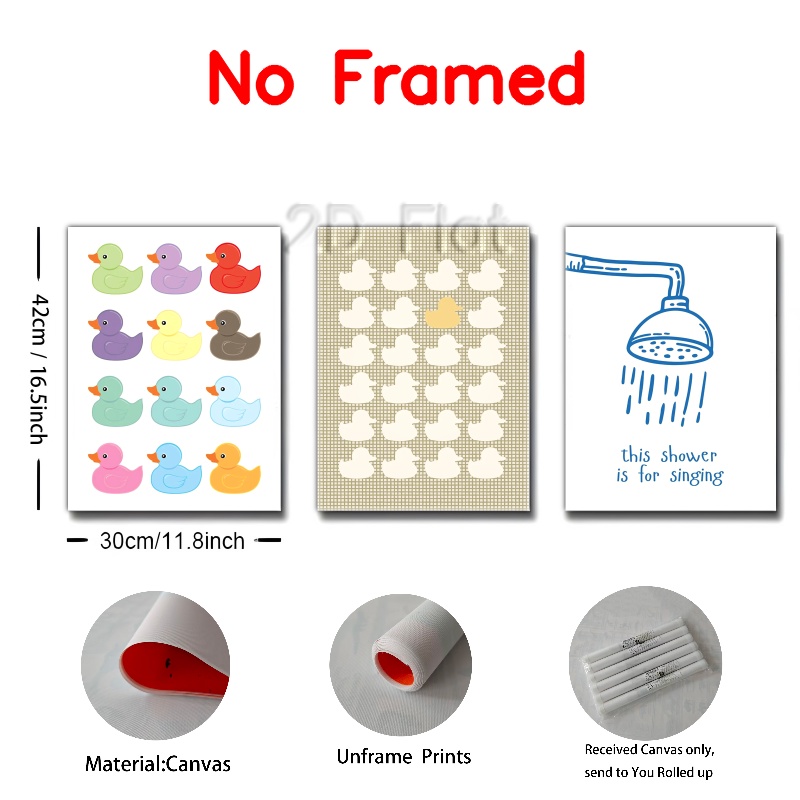 No Framed
2D Flat
42cm / 16.5inch
this shower
is for singing
30cm/11.8inch
Material:Canvas
Unframe Prints
Received Canvas only,
send to You Rolled up